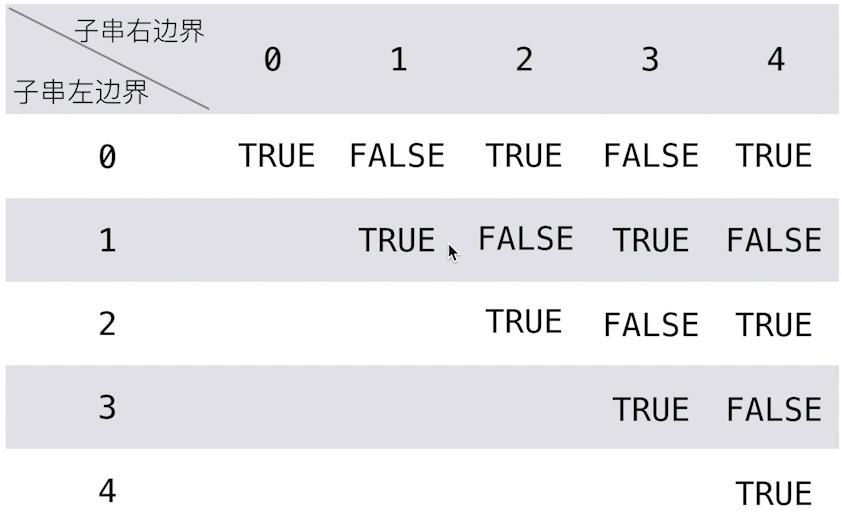 子串右边界
子串左边界
0 1 2 3 4
0 TRUE FALSE TRUE FALSE TRUE
1 TRUE FALSE TRUE FALSE
2 TRUE FALSE TRUE
3 TRUE FALSE
4 TRUE